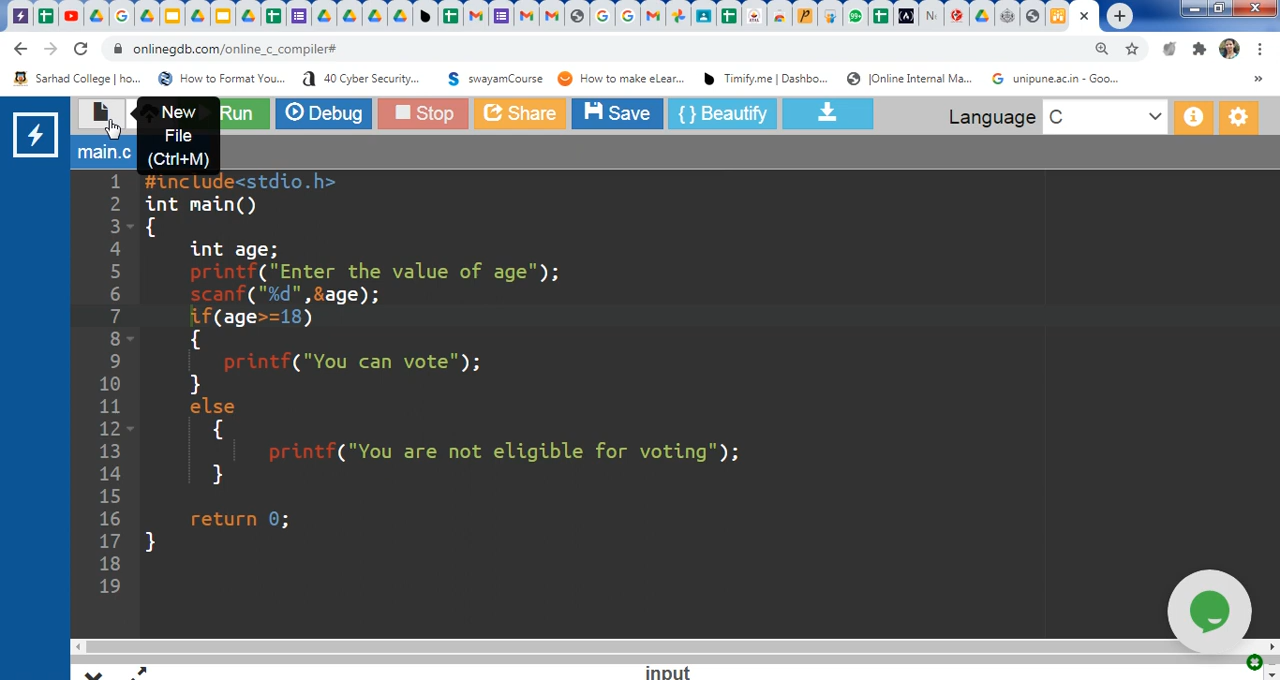 onlinegdb.com/online_c_compiler#
Sarhad College | ho... How to Format You... 40 Cyber Security... swayamCourse How to make eLear... Timify.me | Dashbo... |Online Internal Ma... unipune.ac.in - Goo... »
New
File
(Ctrl+M)
Run Debug Stop Share Save { } Beautify Language C
main.c
1 #include<stdio.h>
2 int main()
3 {
4 int age;
5 printf("Enter the value of age");
6 scanf("%d",&age);
7 if(age>=18)
8 {
9 printf("You can vote");
10 }
11 else
12 {
13 printf("You are not eligible for voting");
14 }
15
16 return 0;
17 }
18
19
input